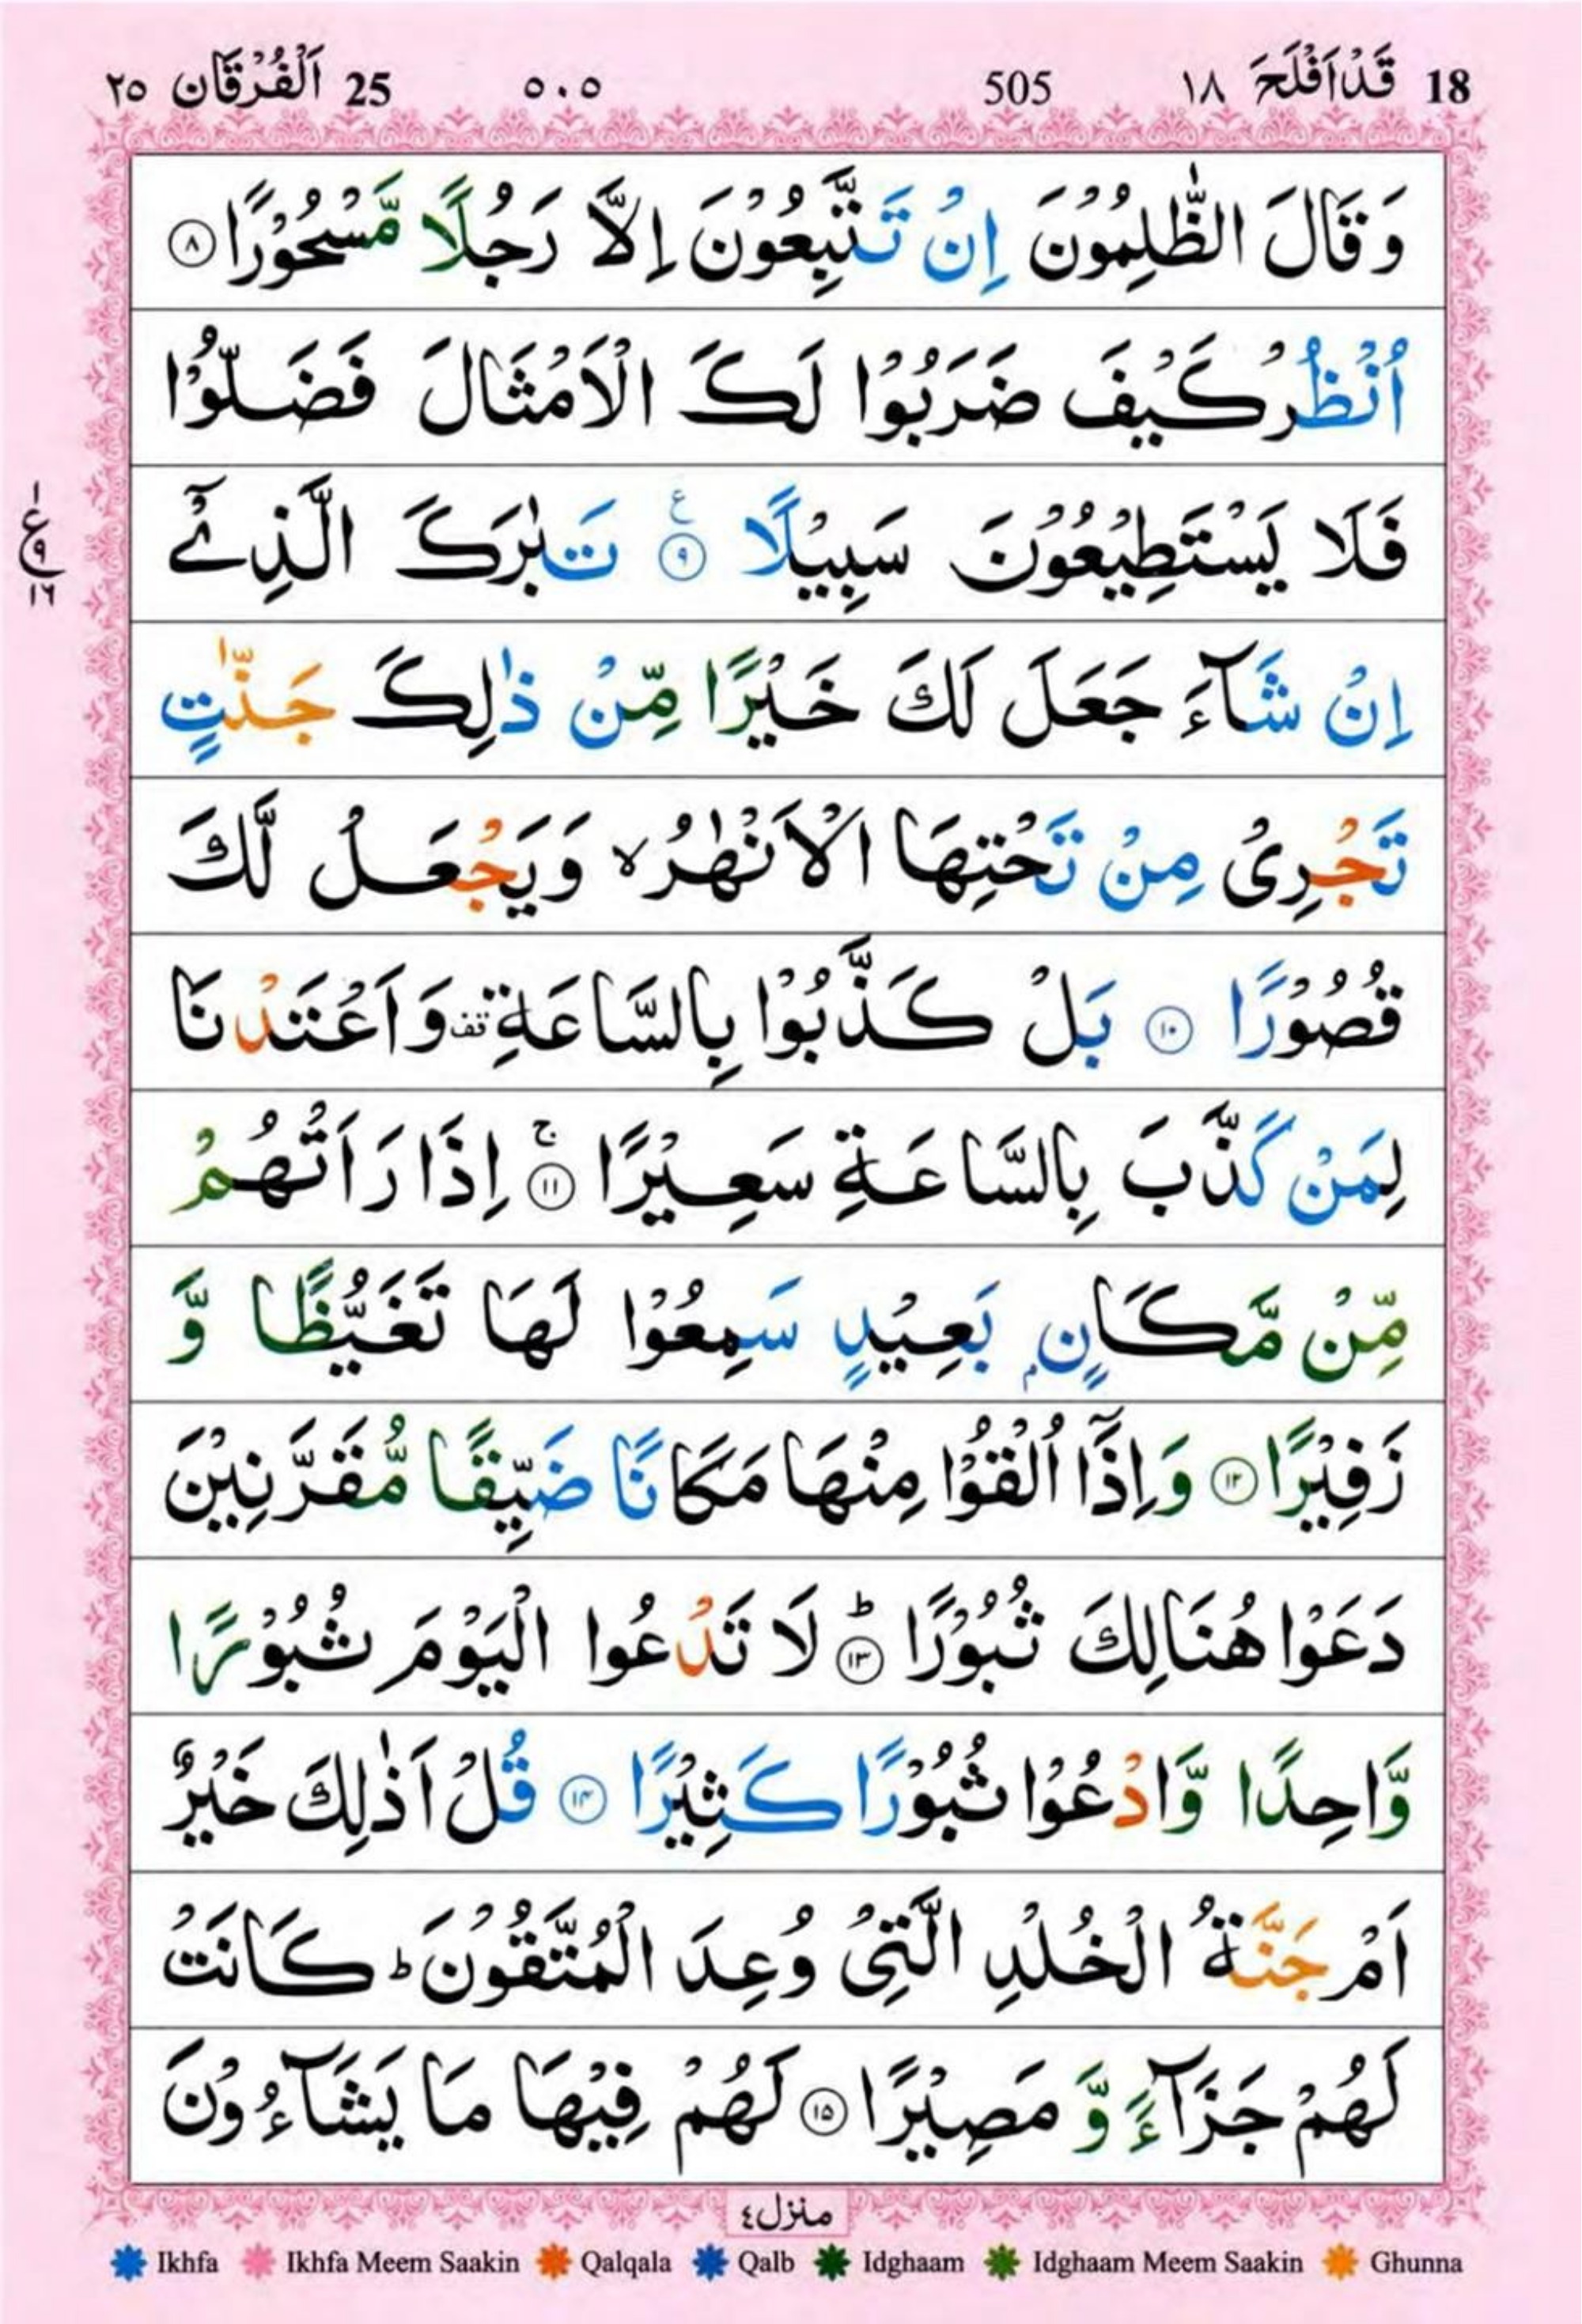 18 قَدْاَفْلَحَ ١٨ 505 ٥٠٥ 25 اَلْفُرْقَان ٢٥
وَقَالَ الظّٰلِمُوْنَ اِنْ تَتَّبِعُوْنَ اِلَّا رَجُلًا مَّسْحُوْرًا ٨
اُنْظُرْ كَيْفَ ضَرَبُوْا لَكَ الْاَمْثَالَ فَضَلُّوْا
فَلَا يَسْتَطِيْعُوْنَ سَبِيْلًا ٩ ع تَبٰرَكَ الَّذِيْٓ
ا ع ٩ ١٦
اِنْ شَآءَ جَعَلَ لَكَ خَيْرًا مِّنْ ذٰلِكَ جَنّٰتٍ
تَجْرِيْ مِنْ تَحْتِهَا الْاَنْهٰرُ ۙ وَيَجْعَلْ لَّكَ
قُصُوْرًا ١٠ بَلْ كَذَّبُوْا بِالسَّاعَةِ قف وَاَعْتَدْنَا
لِمَنْ كَذَّبَ بِالسَّاعَةِ سَعِيْرًا ١١ ۚ اِذَا رَاَتْهُمْ
مِّنْ مَّكَانٍۢ بَعِيْدٍ سَمِعُوْا لَهَا تَغَيُّظًا وَّ
زَفِيْرًا ١٢ وَاِذَآ اُلْقُوْا مِنْهَا مَكَانًا ضَيِّقًا مُّقَرَّنِيْنَ
دَعَوْا هُنَالِكَ ثُبُوْرًا ١٣ ؕ لَا تَدْعُوا الْيَوْمَ ثُبُوْرًا
وَّاحِدًا وَّادْعُوْا ثُبُوْرًا كَثِيْرًا ١٤ قُلْ اَذٰلِكَ خَيْرٌ
اَمْ جَنَّةُ الْخُلْدِ الَّتِيْ وُعِدَ الْمُتَّقُوْنَ ؕ كَانَتْ
لَهُمْ جَزَآءً وَّ مَصِيْرًا ١٥ لَهُمْ فِيْهَا مَا يَشَآءُوْنَ
منزل ٤
Ikhfa Ikhfa Meem Saakin Qalqala Qalb Idghaam Idghaam Meem Saakin Ghunna